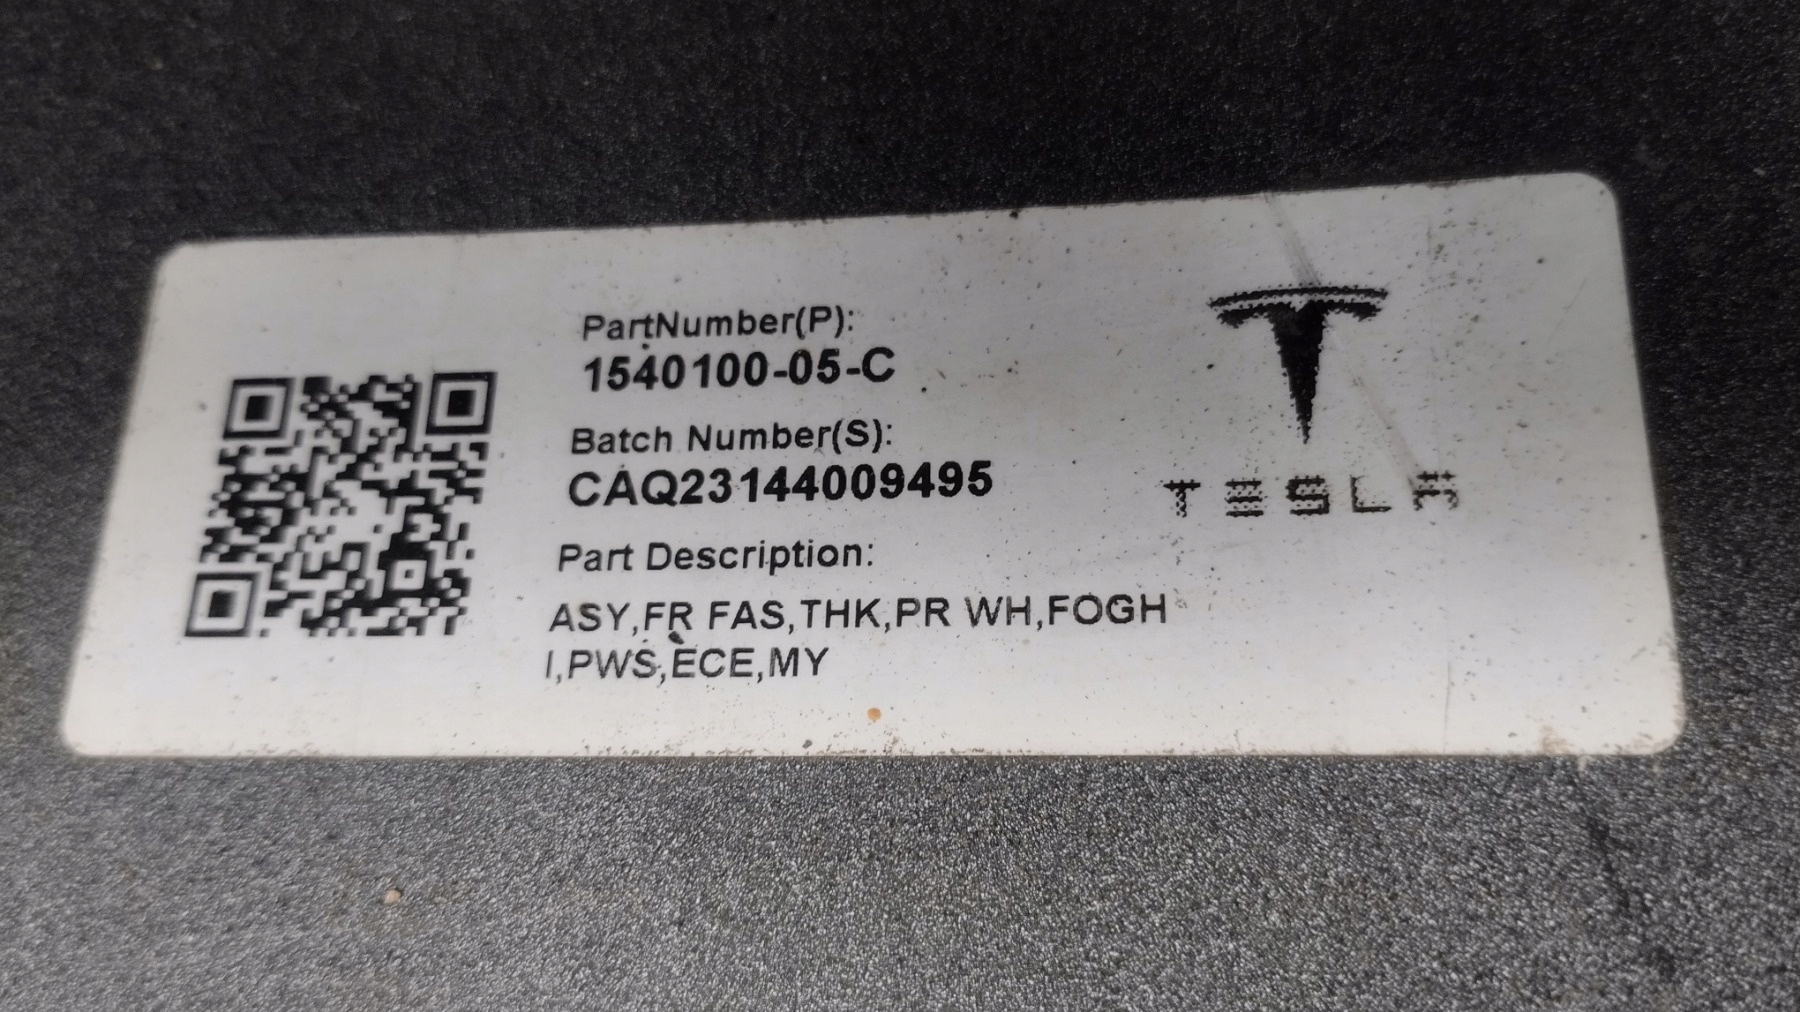 PartNumber(P):
1540100-05-C
Batch Number(S):
CAQ23144009495
Part Description:
ASY,FR FAS,THK,PR WH,FOGH
I,PWS,ECE,MY
TESLA